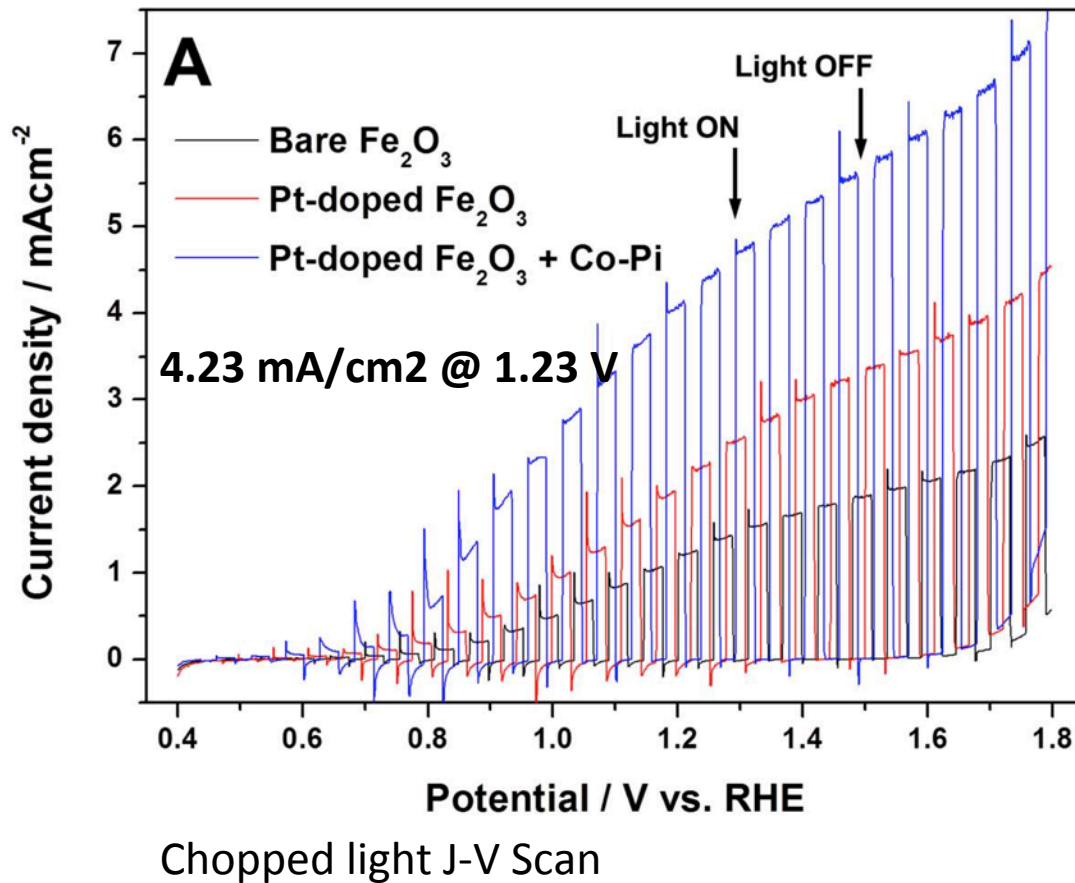 A
Light OFF
Light ON
Bare Fe₂O₃
Pt-doped Fe₂O₃
Pt-doped Fe₂O₃ + Co-Pi
4.23 mA/cm2 @ 1.23 V
Current density / mAcm⁻²
7
6
5
4
3
2
1
0
0.4 0.6 0.8 1.0 1.2 1.4 1.6 1.8
Potential / V vs. RHE
Chopped light J-V Scan